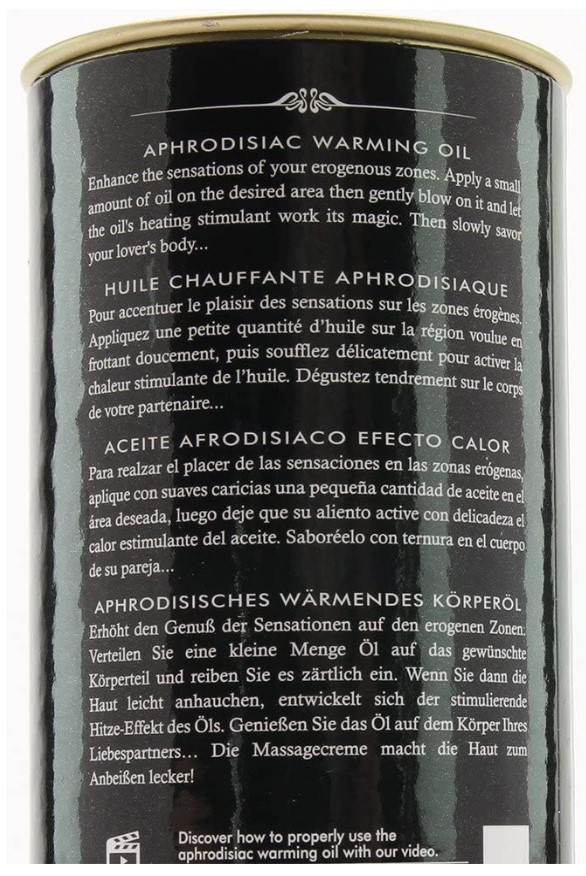 APHRODISIAC WARMING OIL
Enhance the sensations of your erogenous zones. Apply a small
amount of oil on the desired area then gently blow on it and let
the oil's heating stimulant work its magic. Then slowly savor
your lover's body...
HUILE CHAUFFANTE APHRODISIAQUE
Pour accentuer le plaisir des sensations sur les zones érogènes.
Appliquez une petite quantité d'huile sur la région voulue en
frottant doucement, puis soufflez délicatement pour activer la
chaleur stimulante de l'huile. Dégustez tendrement sur le corps
de votre partenaire...
ACEITE AFRODISIACO EFECTO CALOR
Para realzar el placer de las sensaciones en las zonas erógenas,
aplique con suaves caricias una pequeña cantidad de aceite en el
área deseada, luego deje que su aliento active con delicadeza el
calor estimulante del aceite. Saboréelo con ternura en el cuerpo
de su pareja...
APHRODISISCHES WÄRMENDES KÖRPERÖL
Erhöht den Genuß der Sensationen auf den erogenen Zonen.
Verteilen Sie eine kleine Menge Öl auf das gewünschte
Körperteil und reiben Sie es zärtlich ein. Wenn Sie dann die
Haut leicht anhauchen, entwickelt sich der stimulierende
Hitze-Effekt des Öls. Genießen Sie das Öl auf dem Körper Ihres
Liebespartners... Die Massagecreme macht die Haut zum
Anbeißen lecker!
Discover how to properly use the
aphrodisiac warming oil with our video.